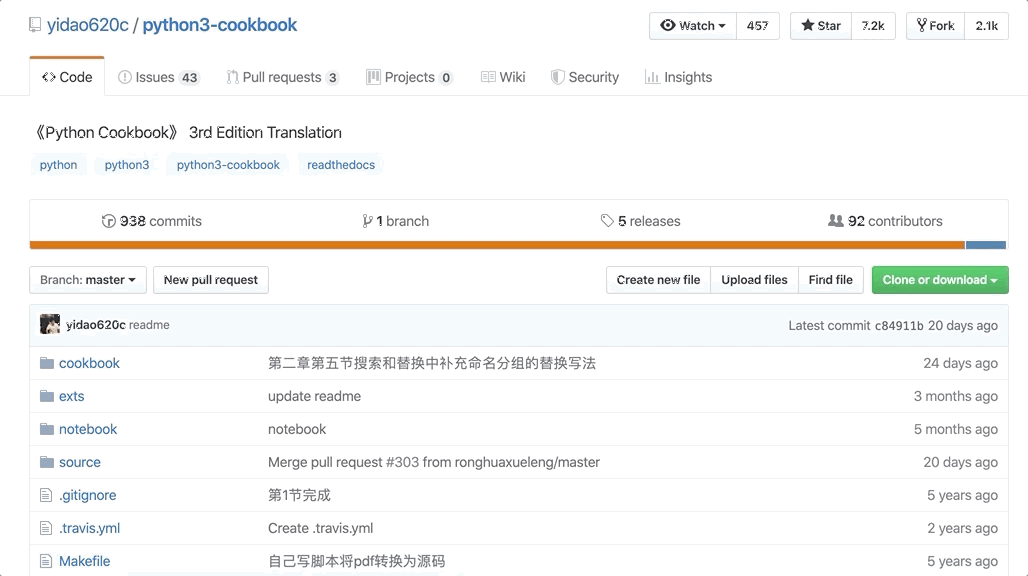 yidao620c / python3-cookbook
Watch 457 Star 7.2k Fork 2.1k
Code Issues 43 Pull requests 3 Projects 0 Wiki Security Insights
《Python Cookbook》 3rd Edition Translation
python python3 python3-cookbook readthedocs
938 commits 1 branch 5 releases 92 contributors
Branch: master New pull request Create new file Upload files Find file Clone or download
yidao620c readme Latest commit c84911b 20 days ago
cookbook 第二章第五节搜索和替换中补充命名分组的替换写法 24 days ago
exts update readme 3 months ago
notebook notebook 5 months ago
source Merge pull request #303 from ronghuaxueleng/master 20 days ago
.gitignore 第1节完成 5 years ago
.travis.yml Create .travis.yml 2 years ago
Makefile 自己写脚本将pdf转换为源码 5 years ago